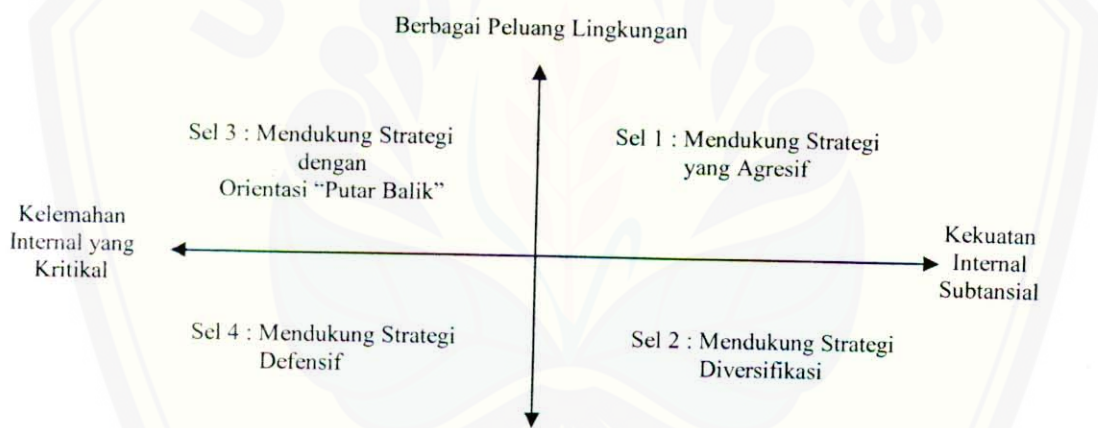 Berbagai Peluang Lingkungan
Sel 3 : Mendukung Strategi
dengan
Orientasi “Putar Balik”
Sel 1 : Mendukung Strategi
yang Agresif
Kelemahan
Internal yang
Kritikal
Kekuatan
Internal
Subtansial
Sel 4 : Mendukung Strategi
Defensif
Sel 2 : Mendukung Strategi
Diversifikasi